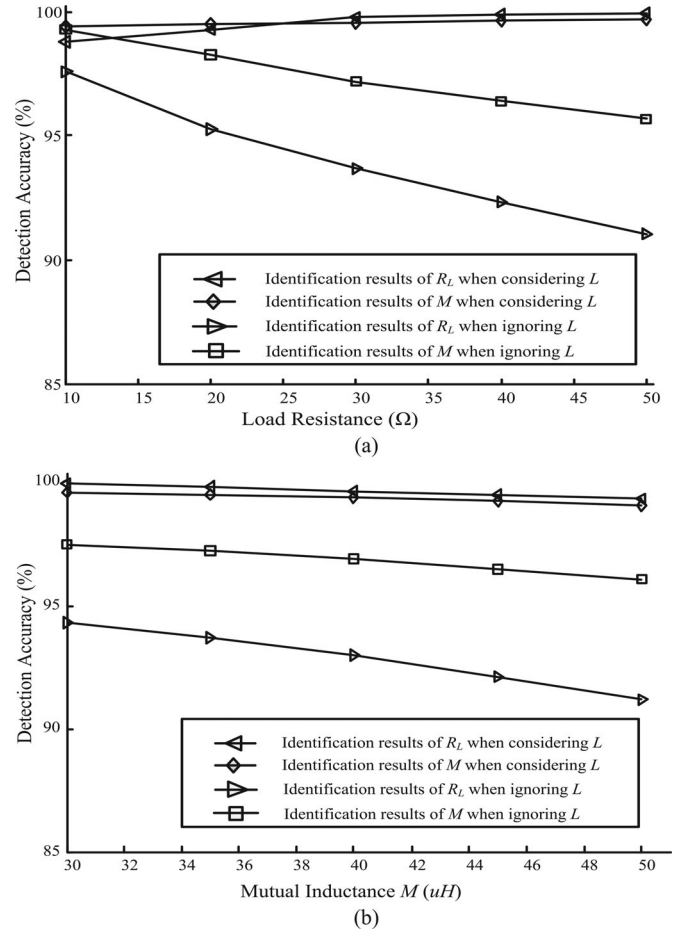 100
95
90
85
Detection Accuracy (%)
10 15 20 25 30 35 40 45 50
Load Resistance (Ω)
Identification results of R_L when considering L
Identification results of M when considering L
Identification results of R_L when ignoring L
Identification results of M when ignoring L
(a)
100
95
90
85
Detection Accuracy (%)
30 32 34 36 38 40 42 44 46 48 50
Mutual Inductance M (uH)
Identification results of R_L when considering L
Identification results of M when considering L
Identification results of R_L when ignoring L
Identification results of M when ignoring L
(b)